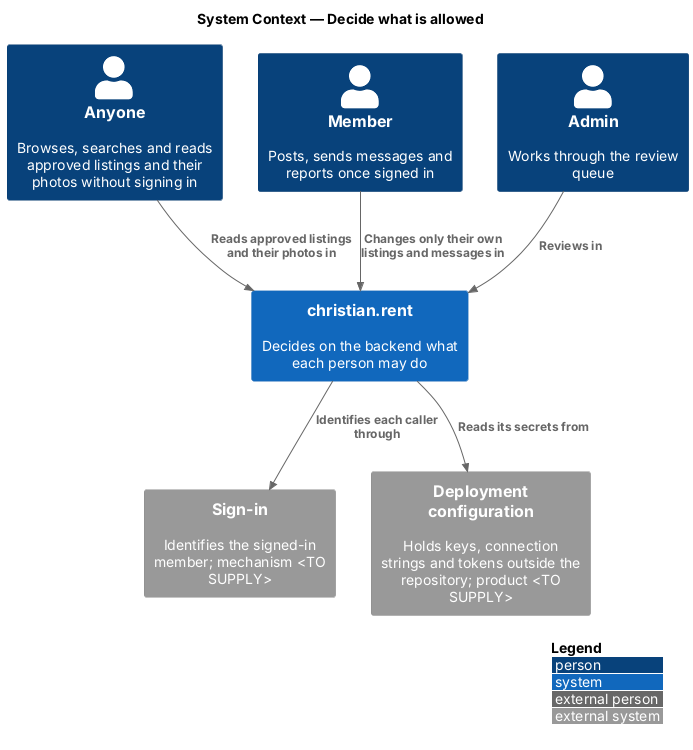 System Context — Decide what is allowed
Anyone
Browses, searches and reads
approved listings and their
photos without signing in
Member
Posts, sends messages and
reports once signed in
Admin
Works through the review
queue
Reads approved listings
and their photos in
Changes only their own
listings and messages in
Reviews in
christian.rent
Decides on the backend what
each person may do
Identifies each caller
through
Reads its secrets from
Sign-in
Identifies the signed-in
member; mechanism <TO
SUPPLY>
Deployment
configuration
Holds keys, connection
strings and tokens outside the
repository; product <TO
SUPPLY>
Legend
person
system
external person
external system